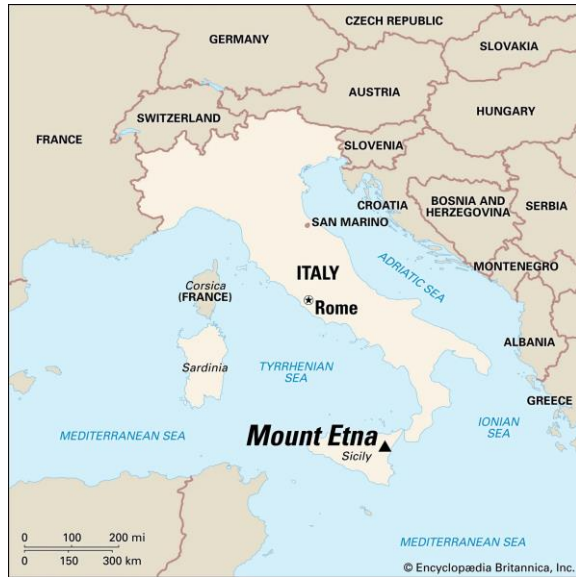 CZECH REPUBLIC
GERMANY
SLOVAKIA
AUSTRIA
HUNGARY
SWITZERLAND
FRANCE
SLOVENIA
CROATIA
BOSNIA AND
HERZEGOVINA
SERBIA
SAN MARINO
ADRIATIC SEA
MONTENEGRO
ITALY
Corsica
(FRANCE)
Rome
ALBANIA
Sardinia
TYRRHENIAN
SEA
GREECE
IONIAN
SEA
MEDITERRANEAN SEA
Mount Etna
Sicily
0 100 200 mi
0 150 300 km
MEDITERRANEAN SEA
© Encyclopædia Britannica, Inc.